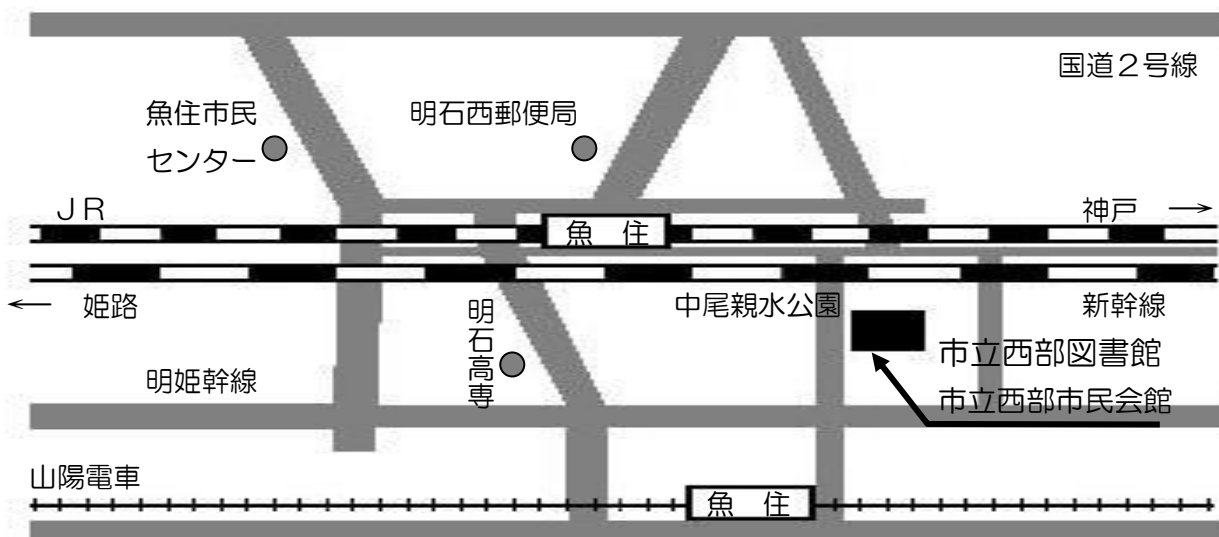 国道２号線
魚住市民
センター
明石西郵便局
ＪＲ
魚　住
神戸　→
←　姫路
中尾親水公園
新幹線
明石高専
市立西部図書館
明姫幹線
市立西部市民会館
山陽電車
魚　住